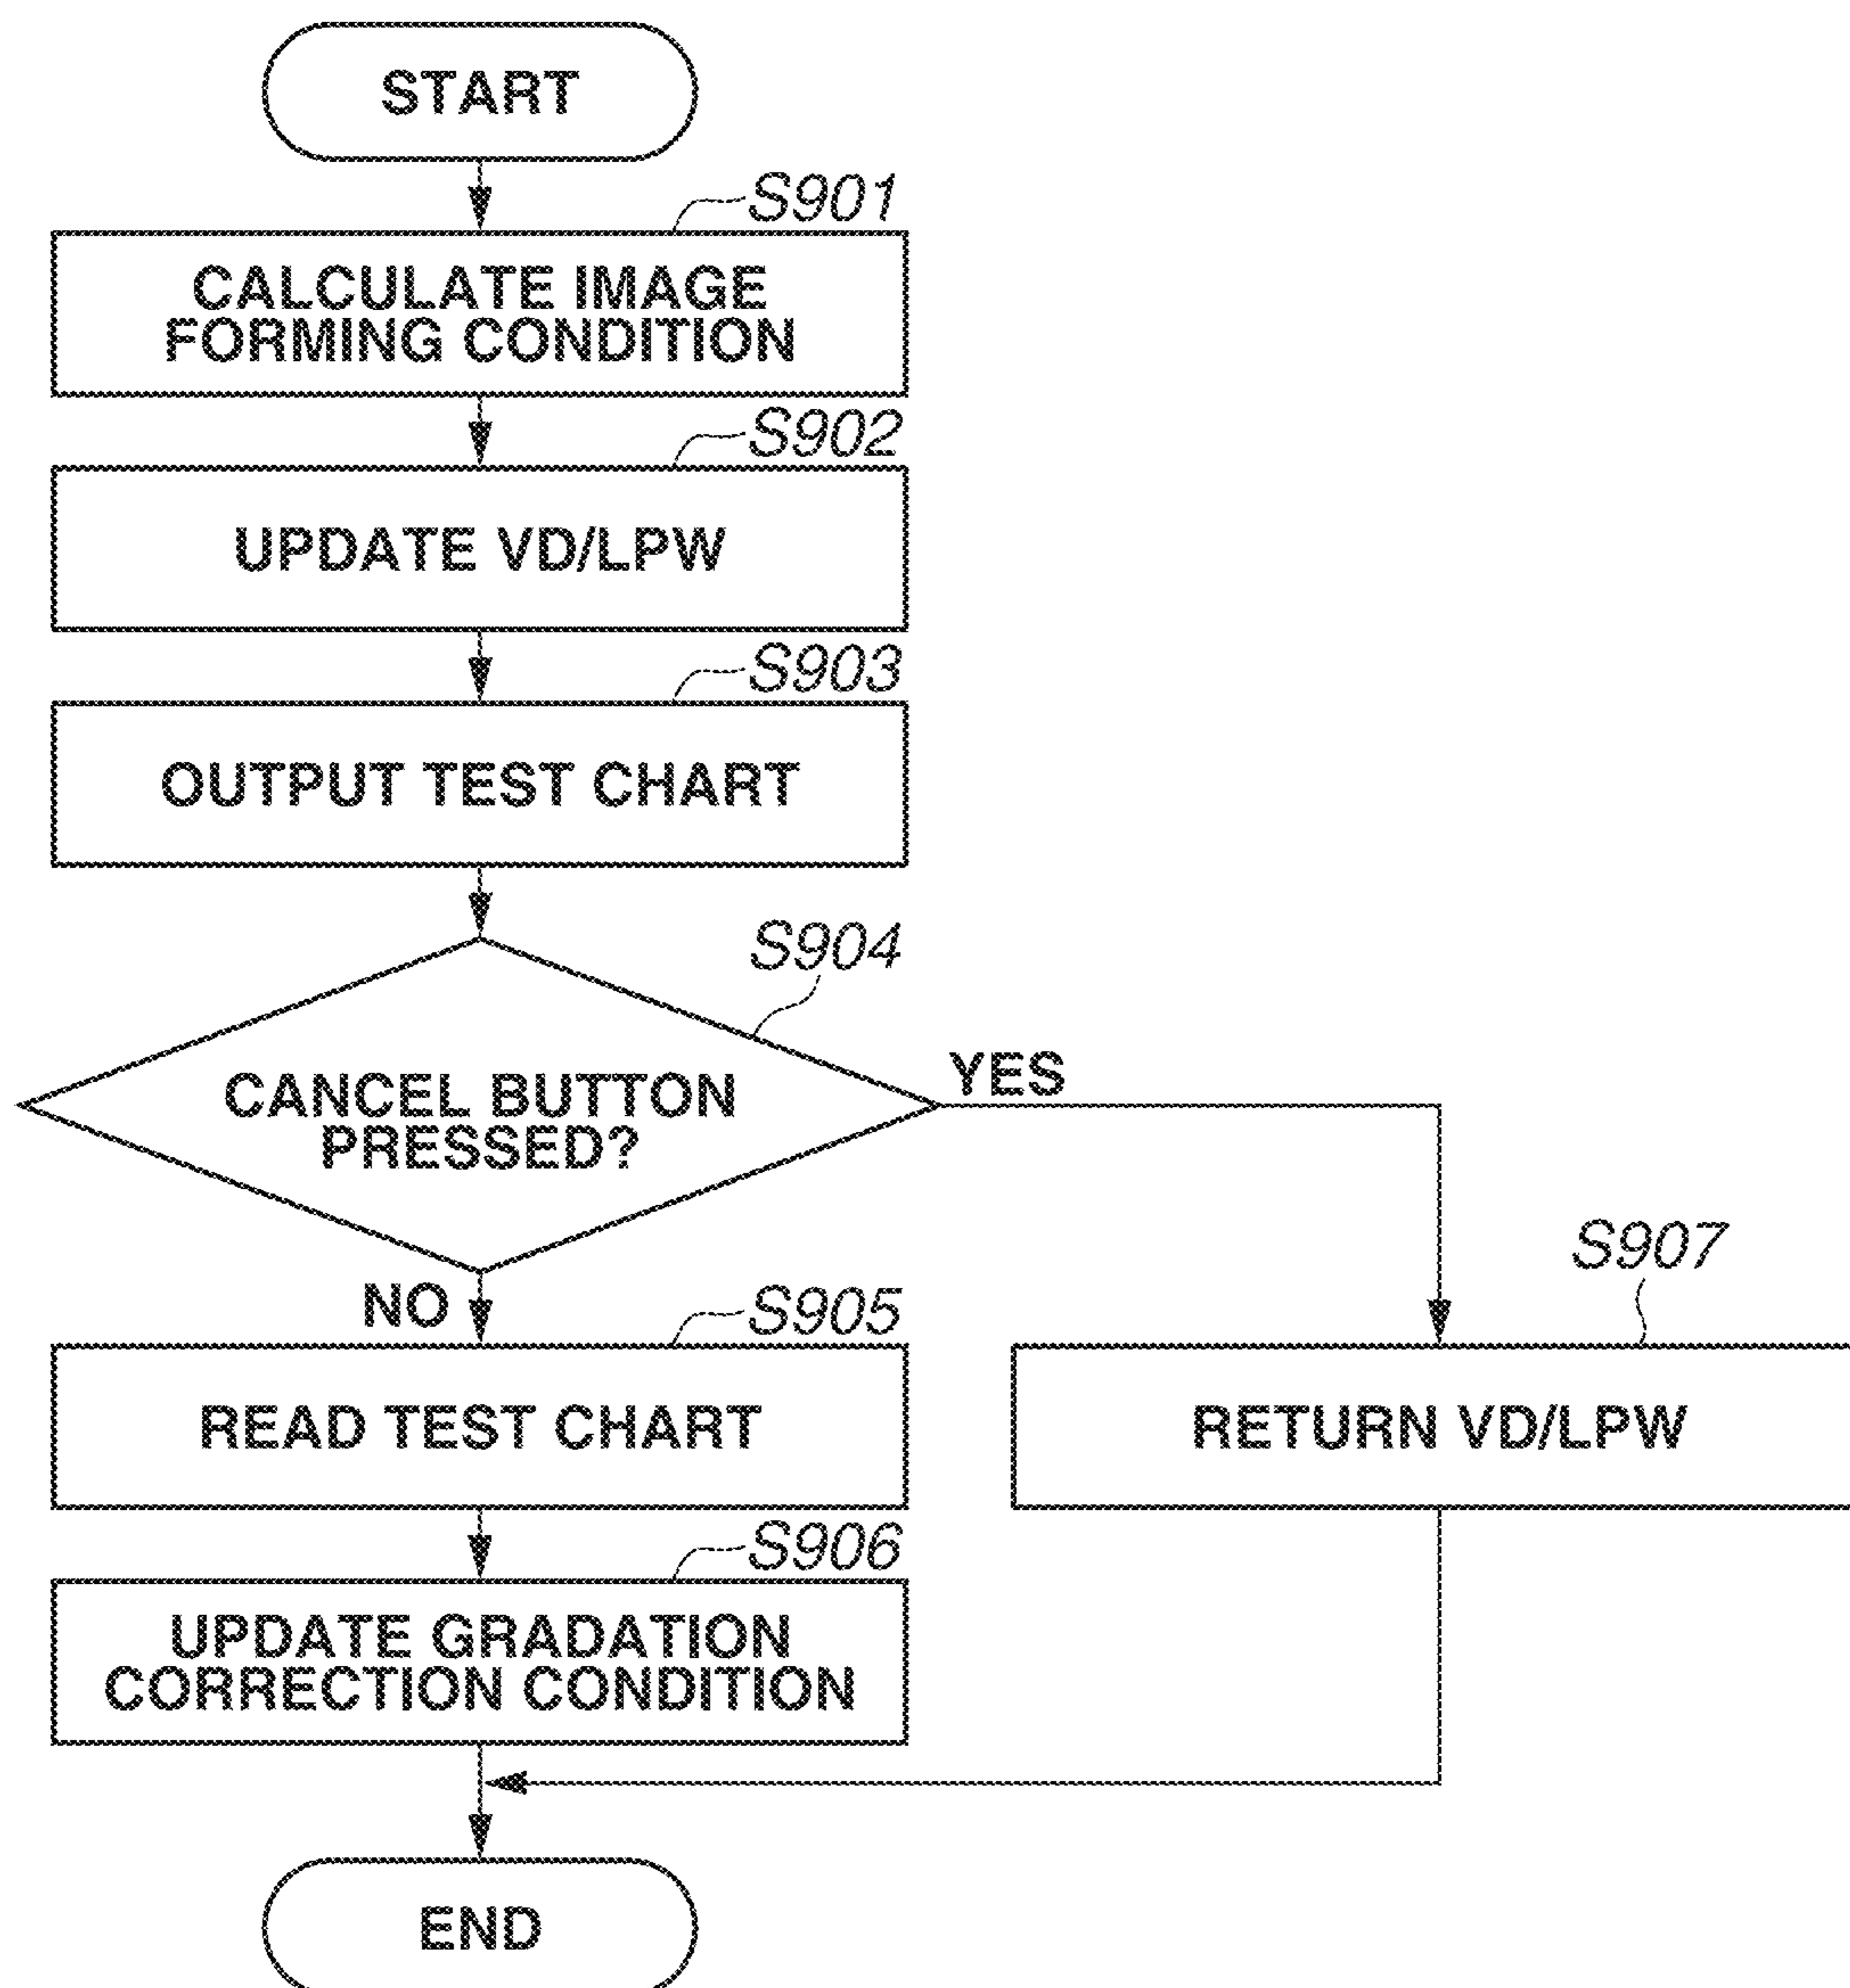 START
S901
CALCULATE IMAGE
FORMING CONDITION
S902
UPDATE VD/LPW
S903
OUTPUT TEST CHART
S904
CANCEL BUTTON
PRESSED?
YES
NO
S905
READ TEST CHART
S907
RETURN VD/LPW
S906
UPDATE GRADATION
CORRECTION CONDITION
END